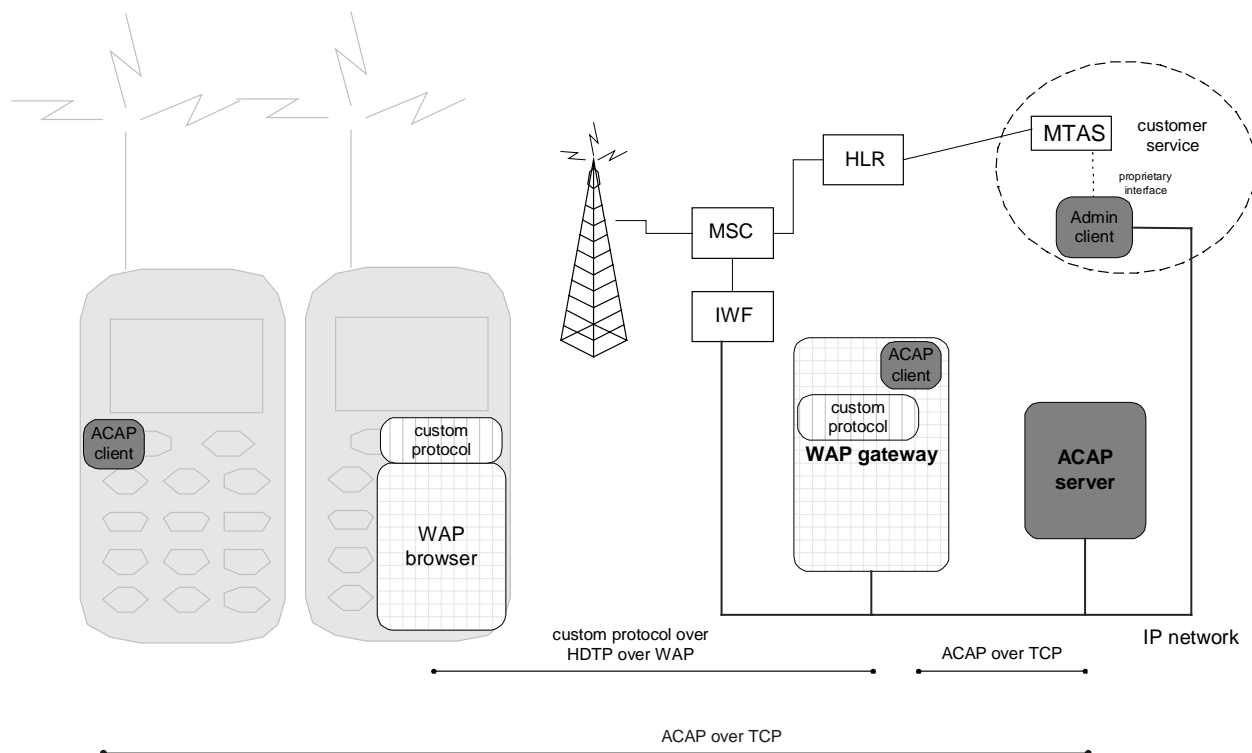 MTAS
customer
service
HLR
proprietary
interface
Admin
client
MSC
IWF
ACAP
client
custom
protocol
WAP gateway
ACAP
client
custom
protocol
WAP
browser
ACAP
server
IP network
custom protocol over
HDTP over WAP
ACAP over TCP
ACAP over TCP